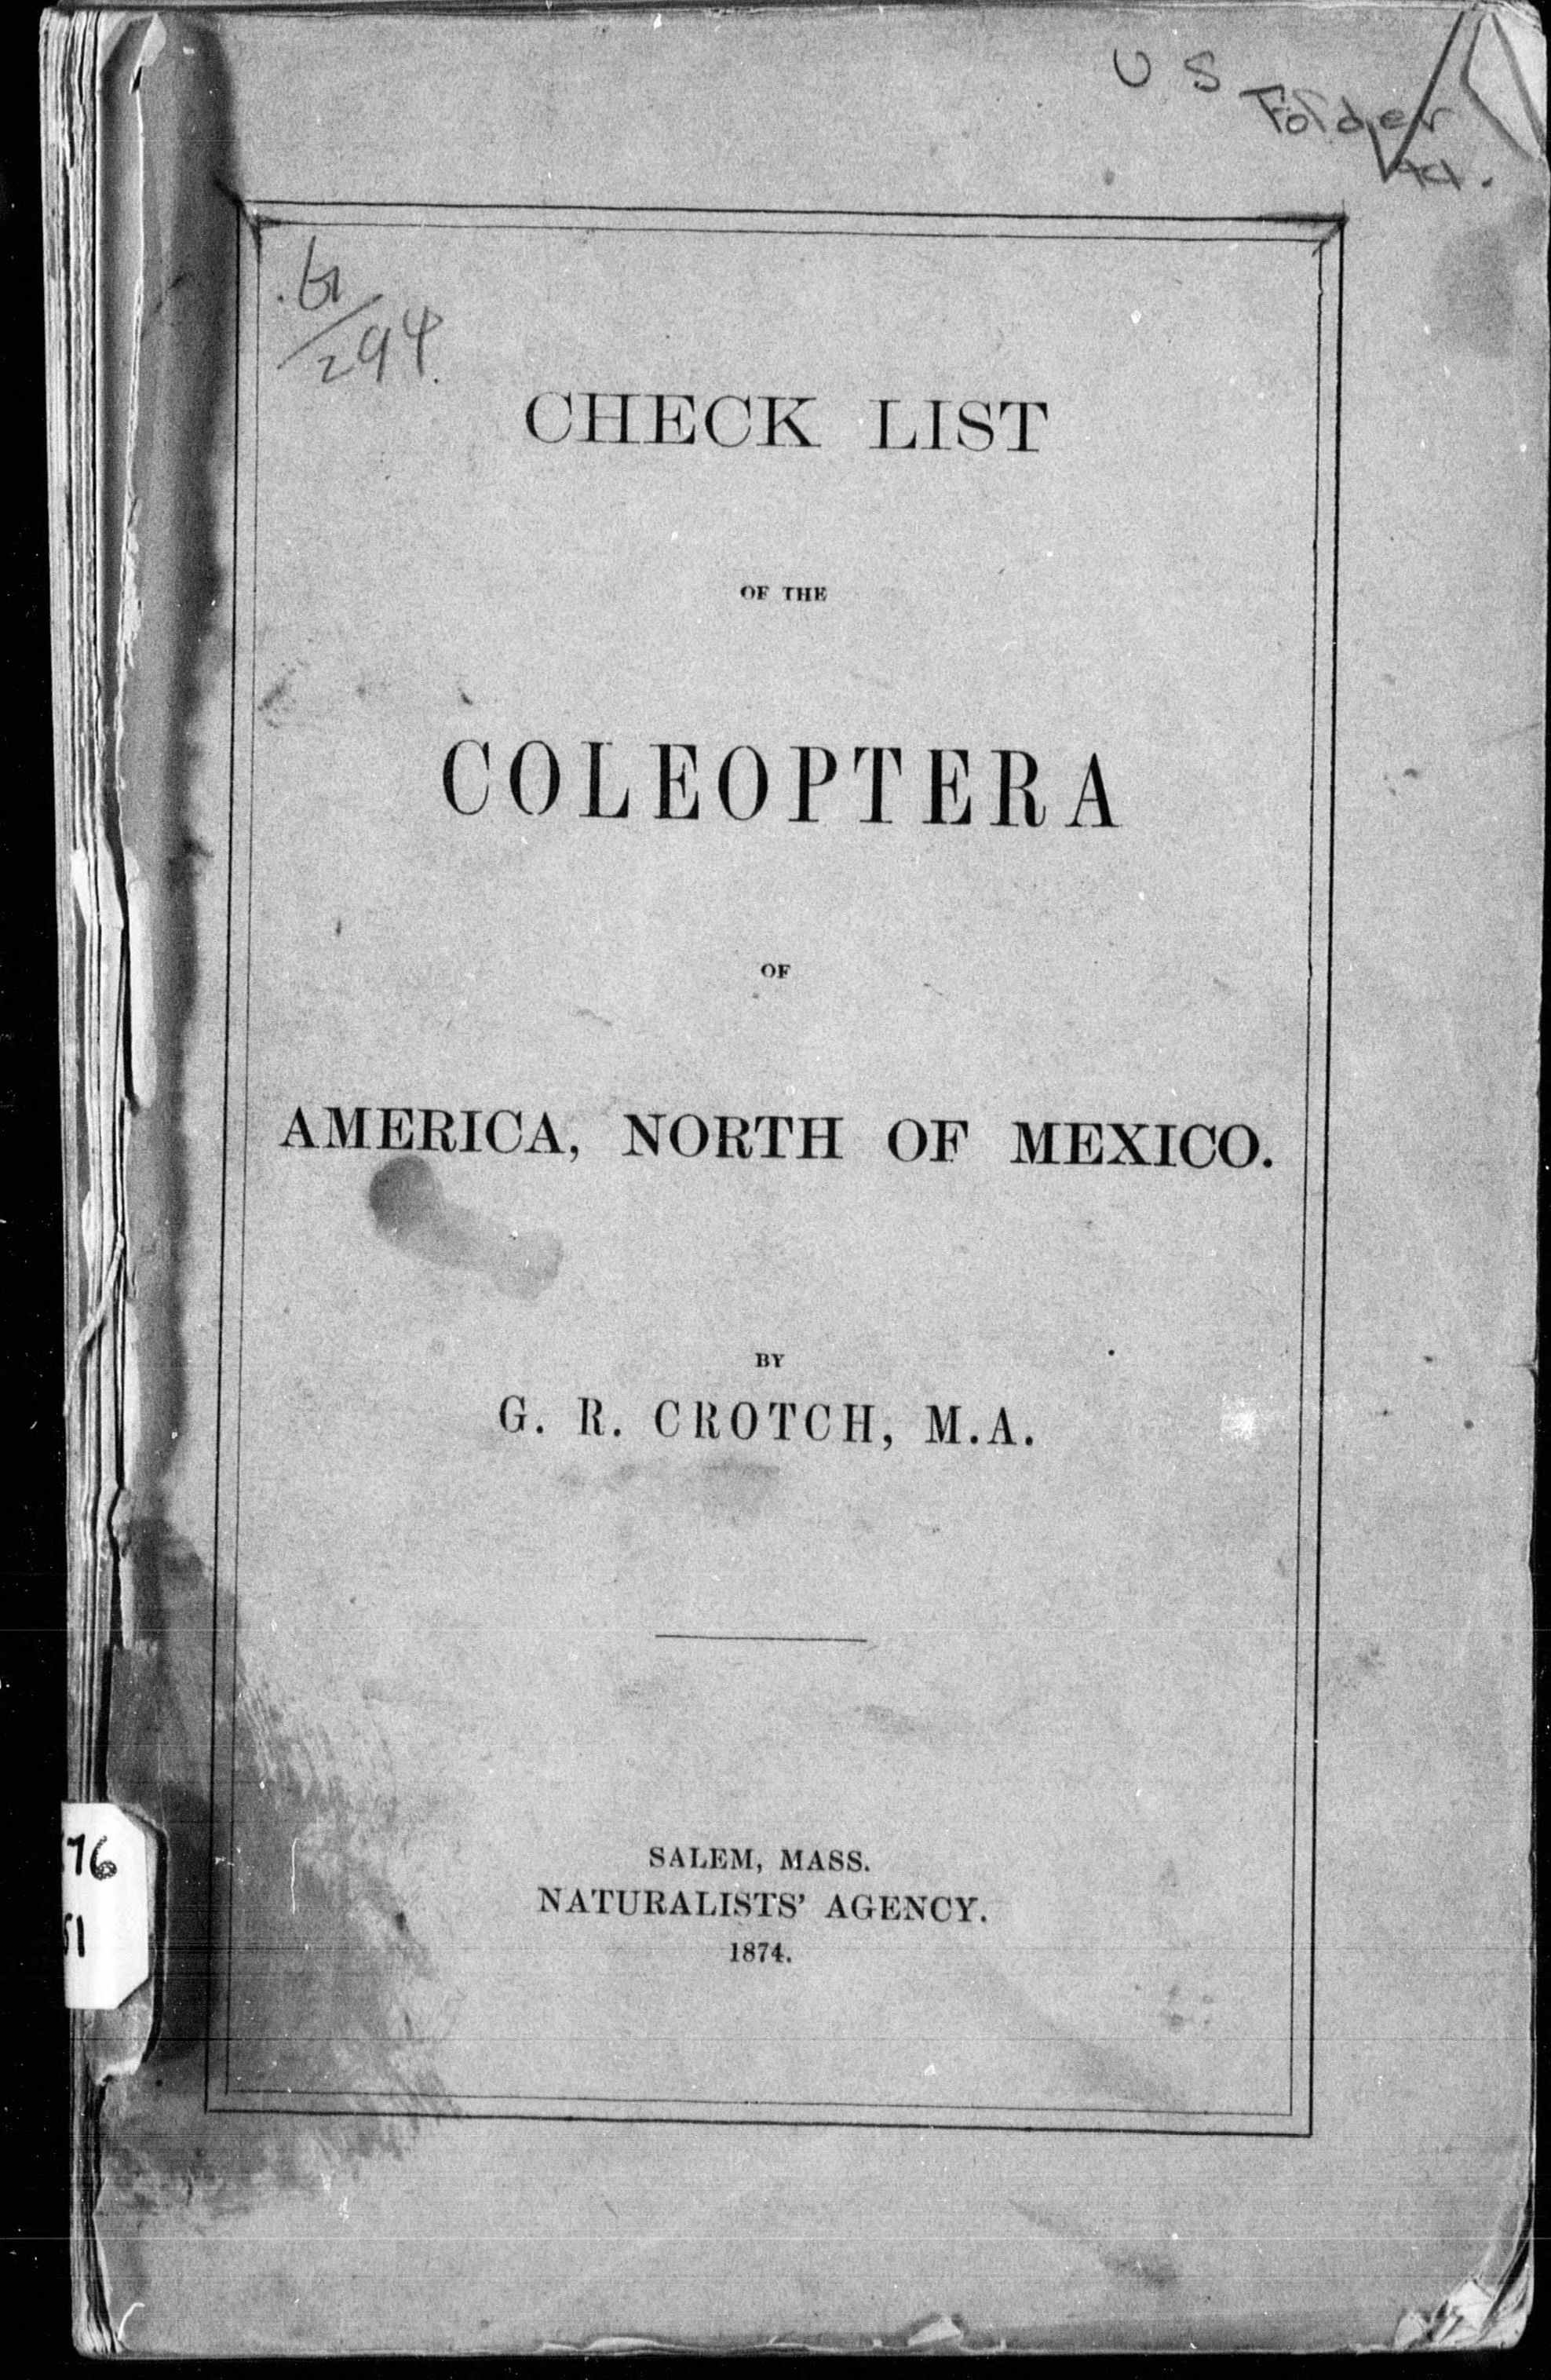 U S
Folder
294
CHECK LIST
OF THE
COLEOPTERA
OF
AMERICA, NORTH OF MEXICO.
BY
G. R. CROTCH, M.A.
SALEM, MASS.
NATURALISTS' AGENCY.
1874.
76
51